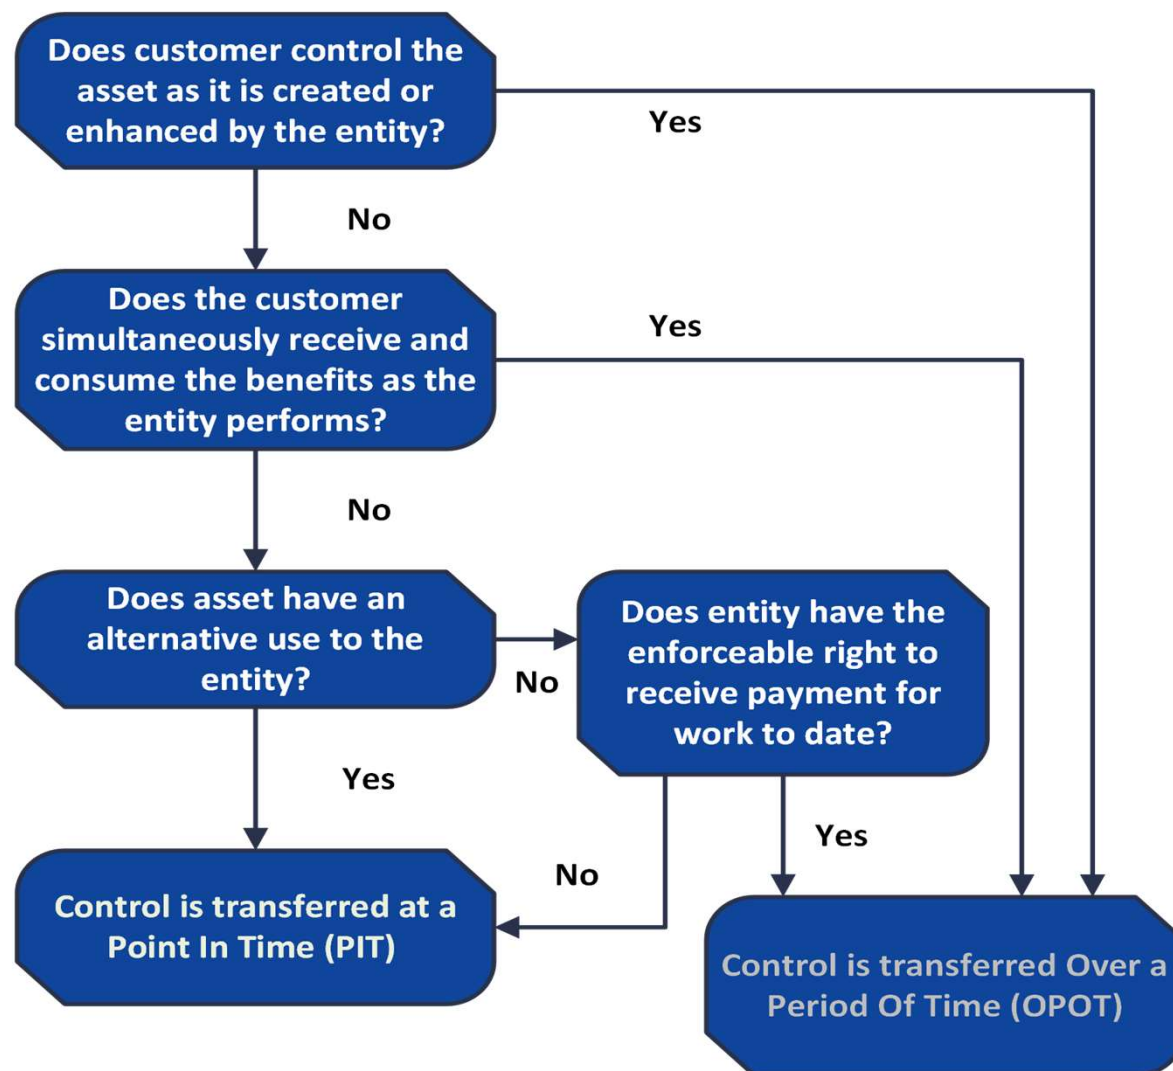 Does customer control the
asset as it is created or
enhanced by the entity?
Yes
No
Does the customer
simultaneously receive and
consume the benefits as the
entity performs?
Yes
No
Does asset have an
alternative use to the
entity?
No
Does entity have the
enforceable right to
receive payment for
work to date?
Yes
No
Yes
Control is transferred at a
Point In Time (PIT)
Control is transferred Over a
Period Of Time (OPOT)